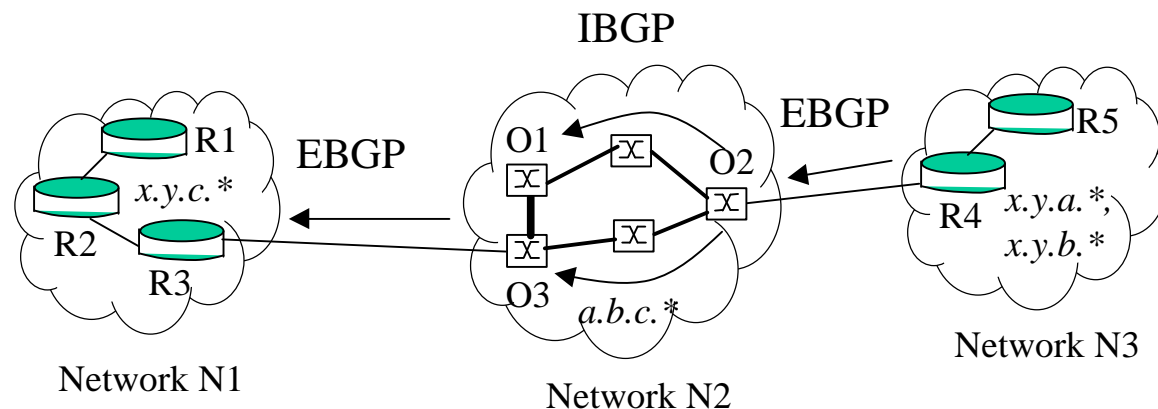 IBGP
EBGP
EBGP
R1
R2
R3
x.y.c.*
O1
O2
O3
a.b.c.*
R5
R4
x.y.a.*,
x.y.b.*
Network N1
Network N2
Network N3